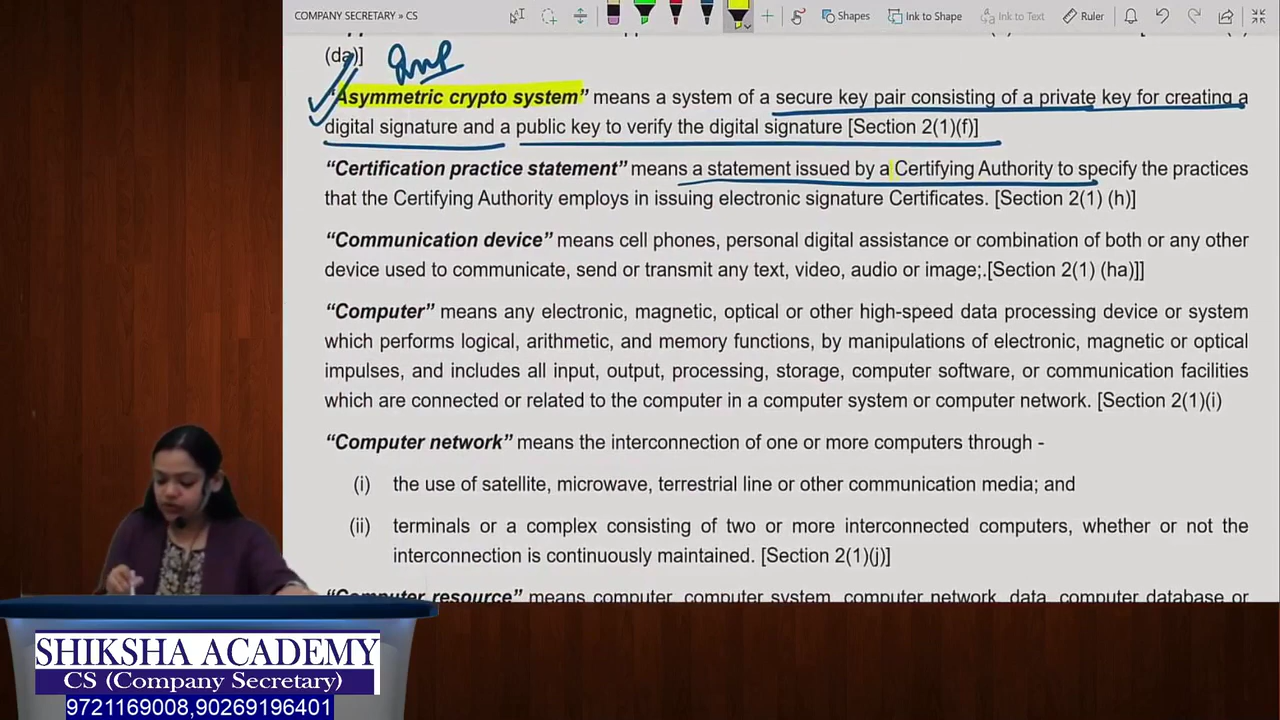 COMPANY SECRETARY » CS
Shapes
Ink to Shape
Ink to Text
Ruler
(da)]
Imp
“Asymmetric crypto system” means a system of a secure key pair consisting of a private key for creating a
digital signature and a public key to verify the digital signature [Section 2(1)(f)]
“Certification practice statement” means a statement issued by a Certifying Authority to specify the practices
that the Certifying Authority employs in issuing electronic signature Certificates. [Section 2(1) (h)]
“Communication device” means cell phones, personal digital assistance or combination of both or any other
device used to communicate, send or transmit any text, video, audio or image;.[Section 2(1) (ha)]]
“Computer” means any electronic, magnetic, optical or other high-speed data processing device or system
which performs logical, arithmetic, and memory functions, by manipulations of electronic, magnetic or optical
impulses, and includes all input, output, processing, storage, computer software, or communication facilities
which are connected or related to the computer in a computer system or computer network. [Section 2(1)(i)
“Computer network” means the interconnection of one or more computers through -
(i) the use of satellite, microwave, terrestrial line or other communication media; and
(ii) terminals or a complex consisting of two or more interconnected computers, whether or not the
interconnection is continuously maintained. [Section 2(1)(j)]
“Computer resource” means computer, computer system, computer network, data, computer database or
SHIKSHA ACADEMY
CS (Company Secretary)
9721169008,90269196401